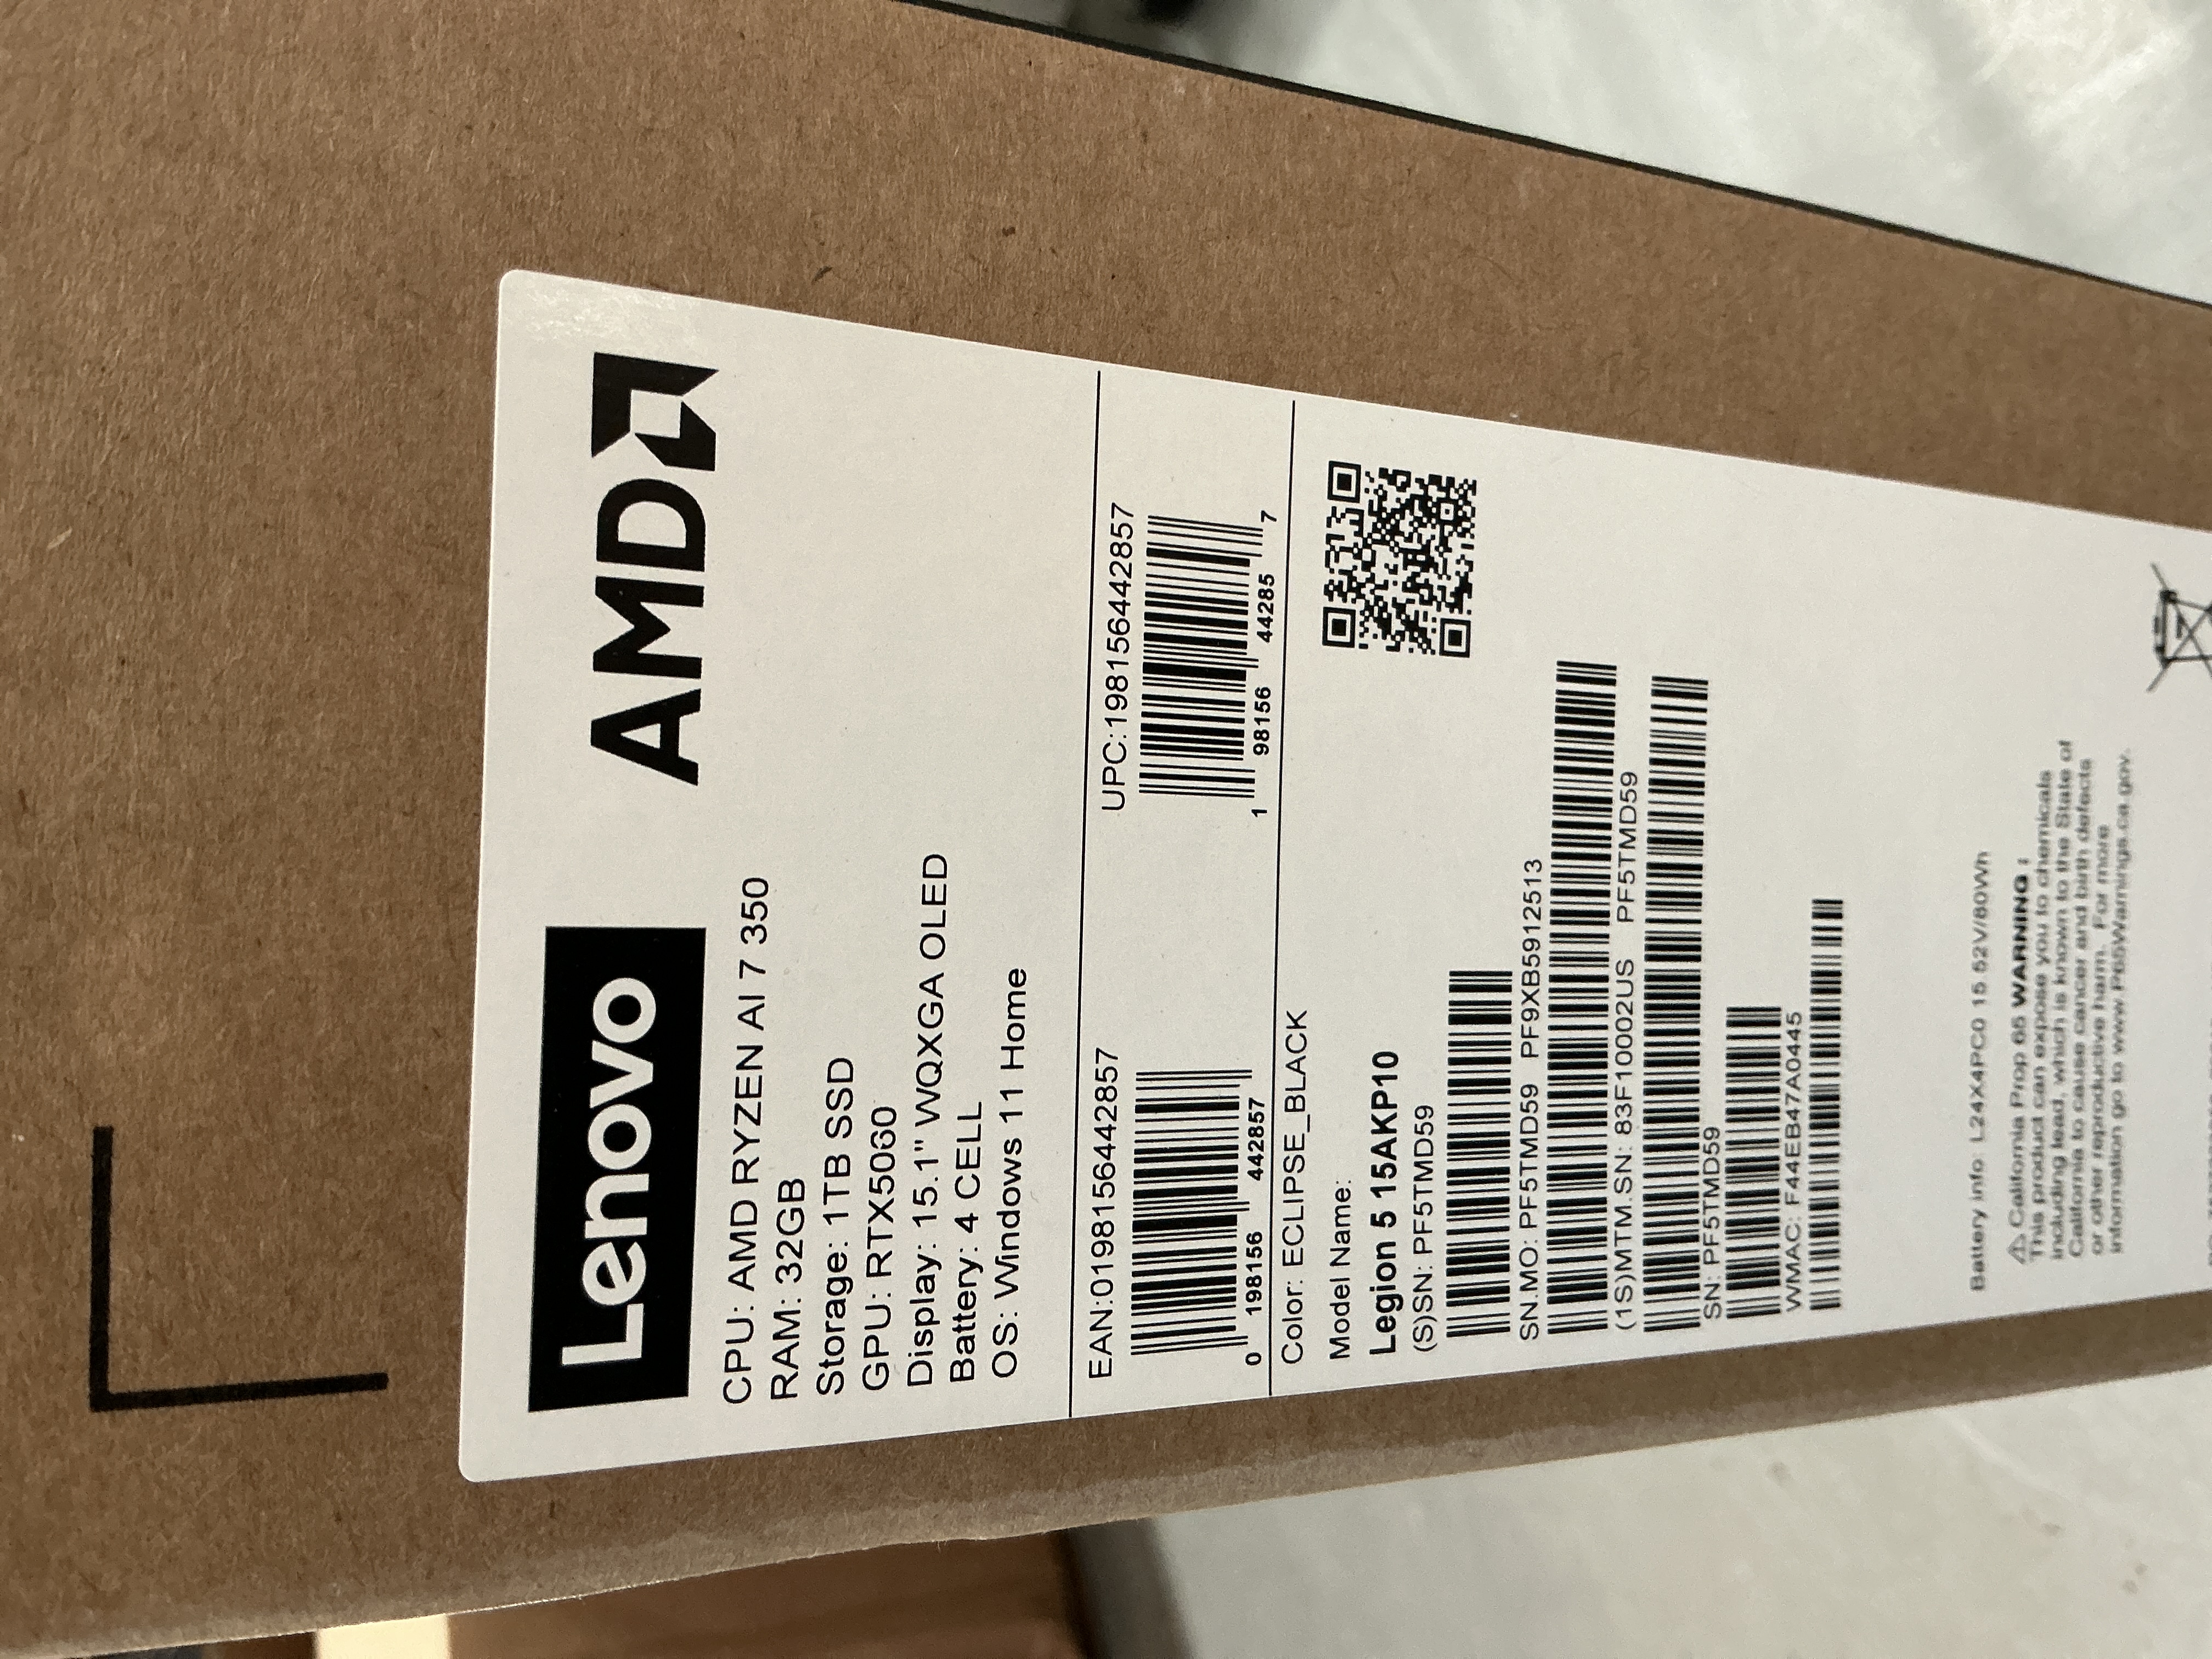 Lenovo
AMD
CPU: AMD RYZEN AI 7 350
RAM: 32GB
Storage: 1TB SSD
GPU: RTX5060
Display: 15.1" WQXGA OLED
Battery: 4 CELL
OS: Windows 11 Home
EAN:0198156442857
0 198156 442857
UPC:198156442857
1 98156 44285 7
Color: ECLIPSE_BLACK
Model Name:
Legion 5 15AKP10
(S)SN: PF5TMD59
SN.MO: PF5TMD59 PF9XB5912513
(1S)MTM.SN: 83F10002US PF5TMD59
SN: PF5TMD59
WMAC: F44EB47A0445
Battery info: L24X4PC0 15 52V/80Wh
⚠ California Prop 65 WARNING :
This product can expose you to chemicals
including lead, which is known to the State of
California to cause cancer and birth defects
or other reproductive harm. For more
information go to www.P65Warnings.ca.gov.